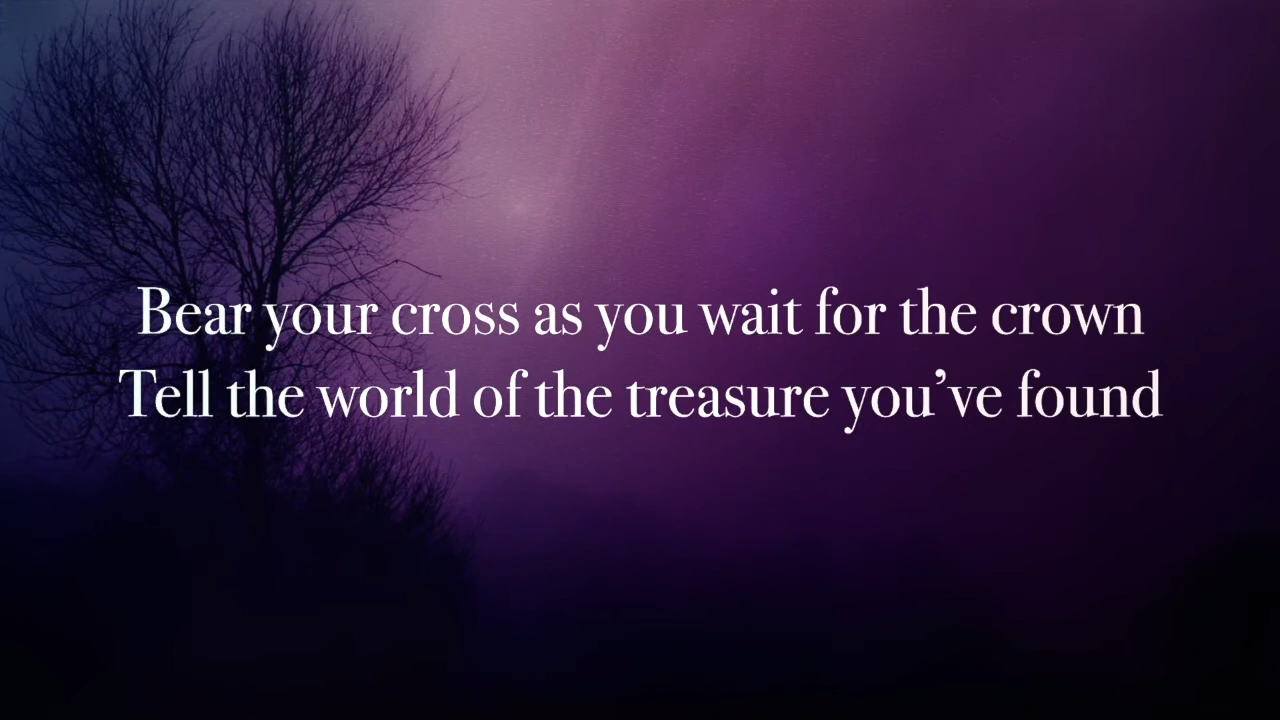 Bear your cross as you wait for the crown
Tell the world of the treasure you’ve found